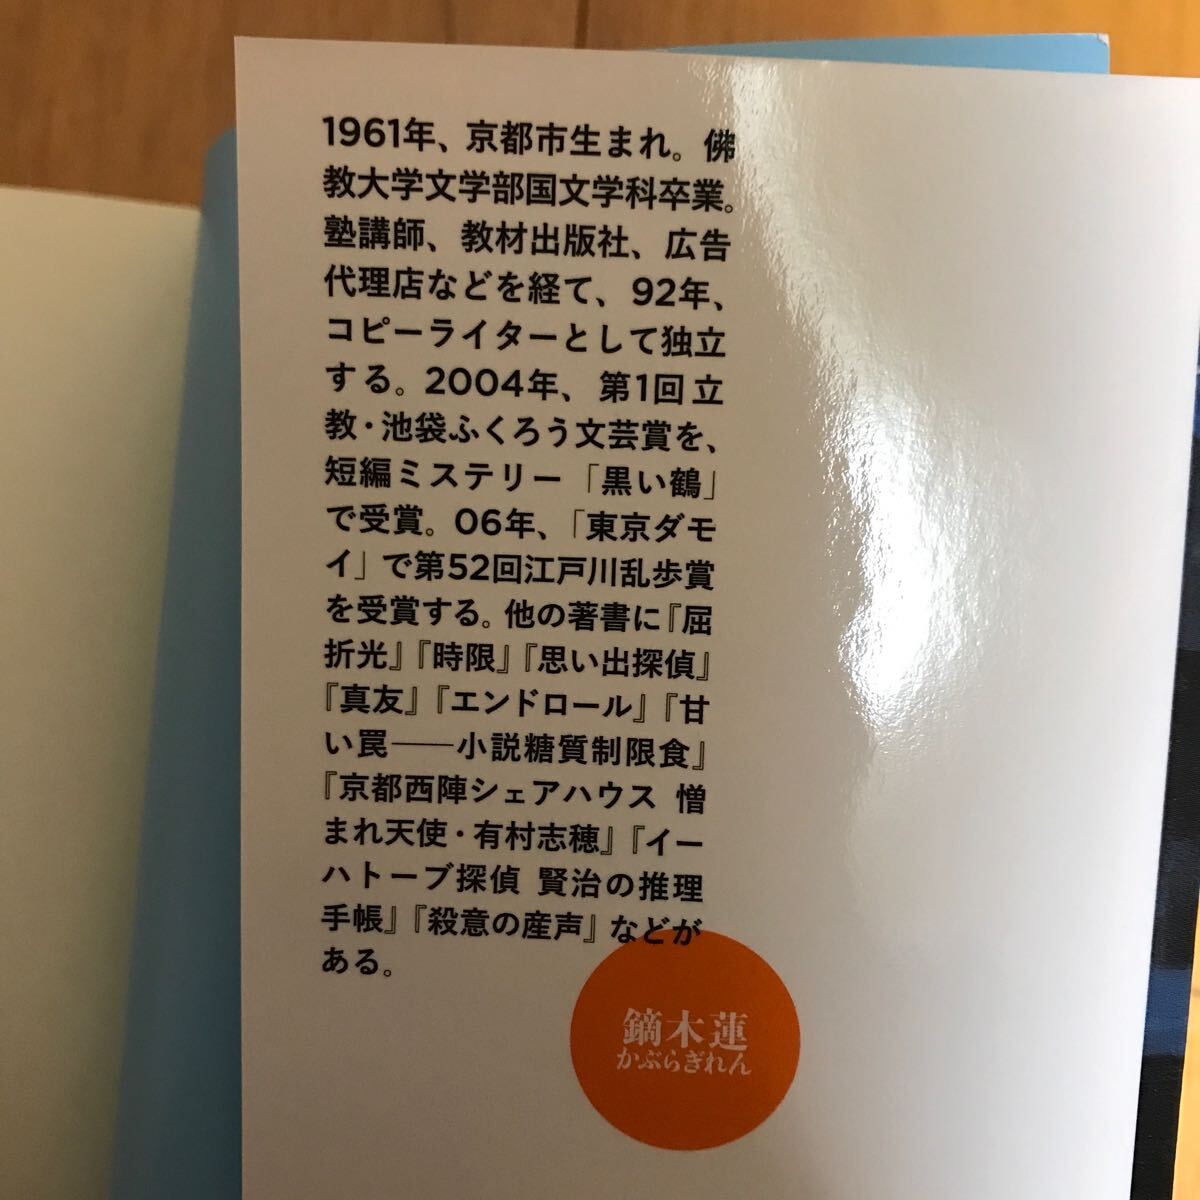 1961年、京都市生まれ。佛
教大学文学部国文学科卒業。
塾講師、教材出版社、広告
代理店などを経て、92年、
コピーライターとして独立
する。2004年、第1回立
教・池袋ふくろう文芸賞を、
短編ミステリー「黒い鶴」
で受賞。06年、「東京ダモ
イ」で第52回江戸川乱歩賞
を受賞する。他の著書に『屈
折光』『時限』『思い出探偵』
『真友』『エンドロール』『甘
い罠――小説糖質制限食』
『京都西陣シェアハウス 憎
まれ天使・有村志穂』『イー
ハトーブ探偵 賢治の推理
手帳』『殺意の産声』などが
ある。
鏑木蓮
かぶらぎれん